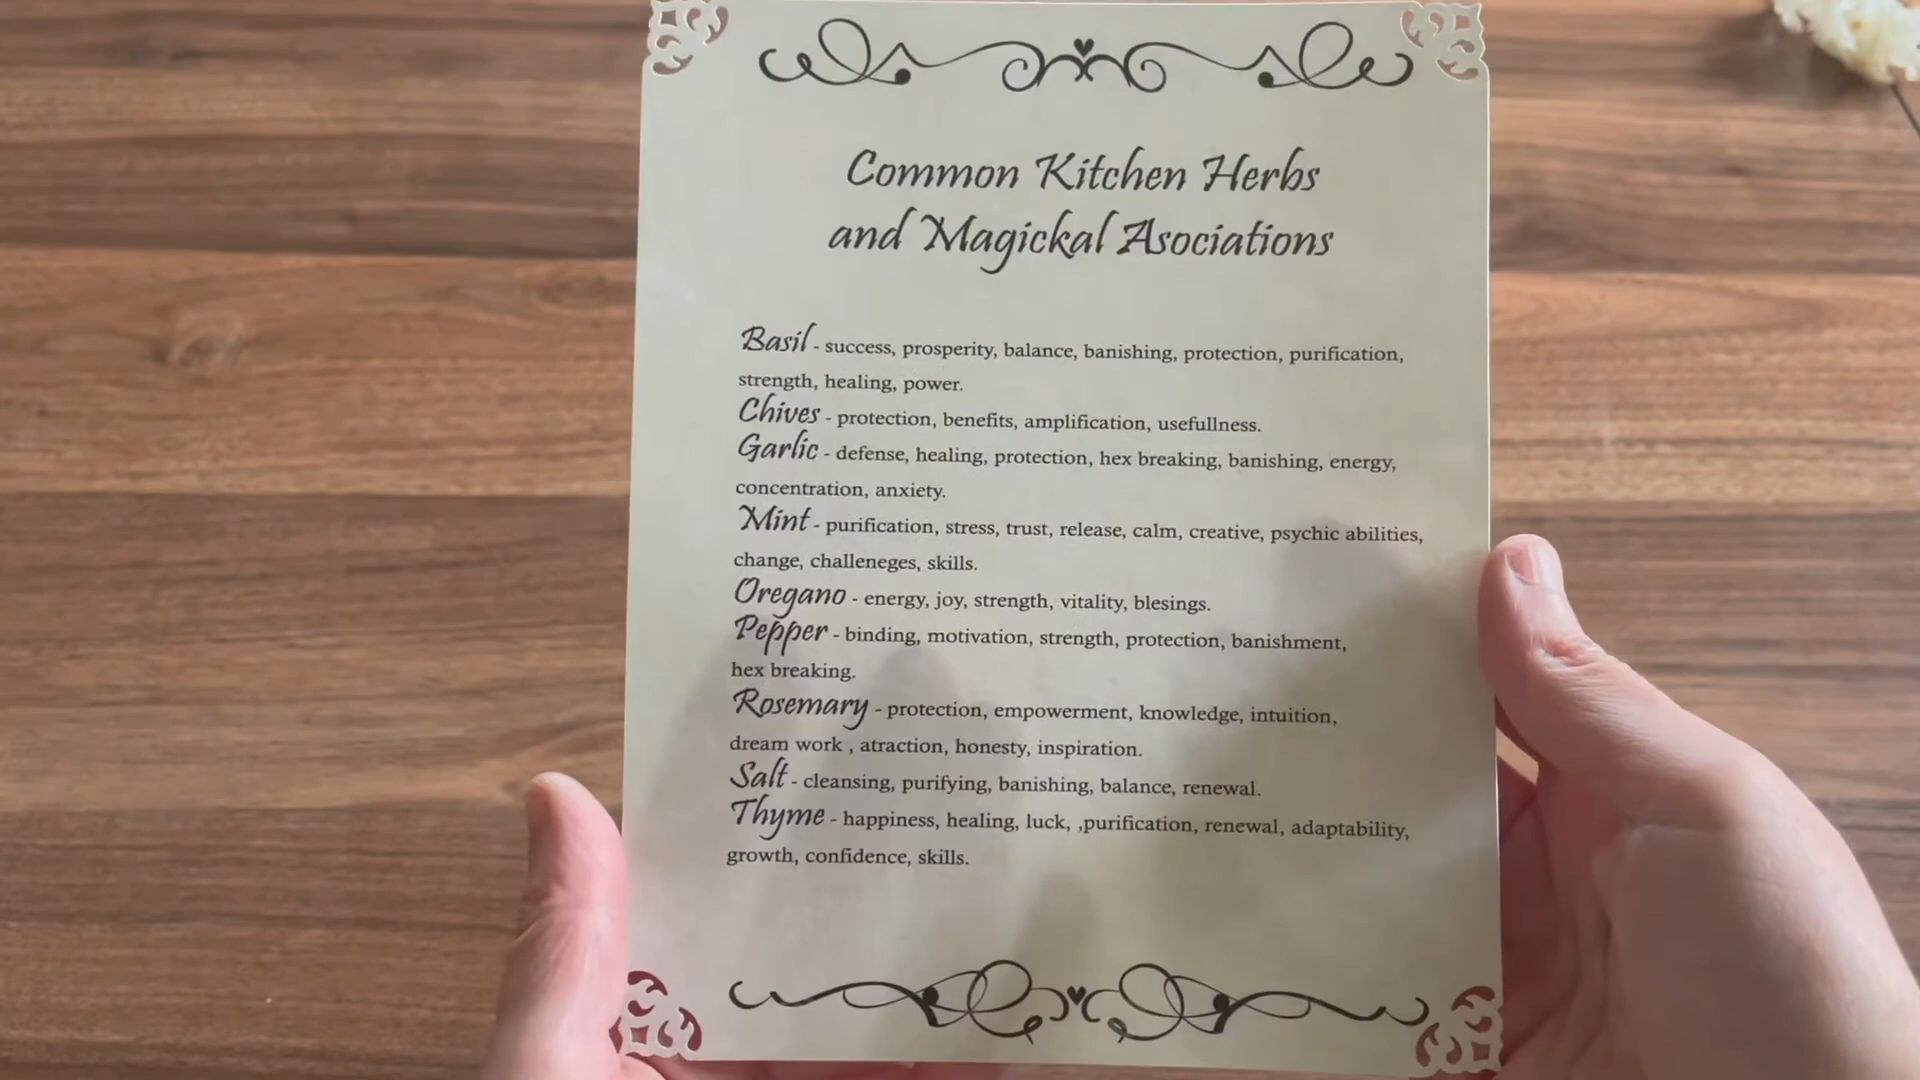 Common Kitchen Herbs
and Magickal Asociations
Basil - success, prosperity, balance, banishing, protection, purification,
strength, healing, power.
Chives - protection, benefits, amplification, usefullness.
Garlic - defense, healing, protection, hex breaking, banishing, energy,
concentration, anxiety.
Mint - purification, stress, trust, release, calm, creative, psychic abilities,
change, challeneges, skills.
Oregano - energy, joy, strength, vitality, blesings.
Pepper - binding, motivation, strength, protection, banishment,
hex breaking.
Rosemary - protection, empowerment, knowledge, intuition,
dream work , atraction, honesty, inspiration.
Salt - cleansing, purifying, banishing, balance, renewal.
Thyme - happiness, healing, luck, ,purification, renewal, adaptability,
growth, confidence, skills.